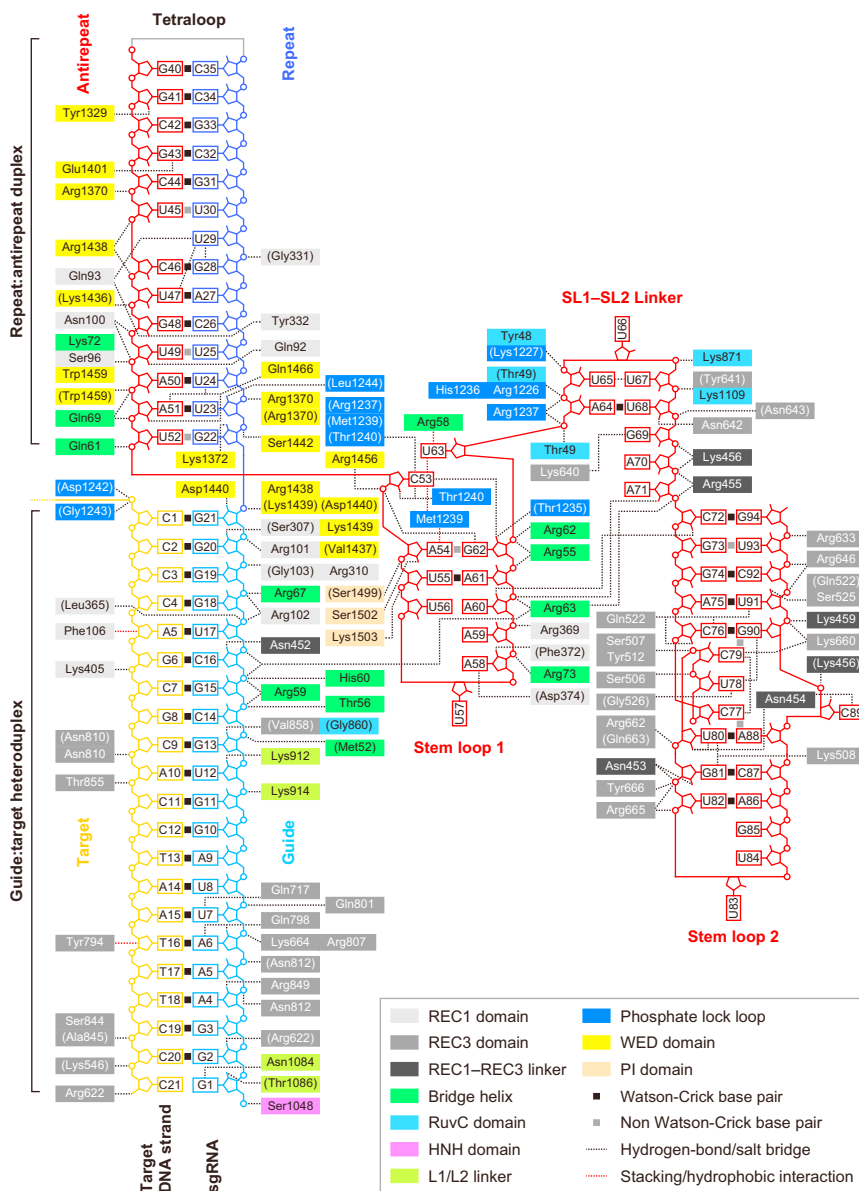 Tetraloop
Antirepeat
Repeat
Repeat:antirepeat duplex
G40 C35
G41 C34
Tyr1329
C42 G33
G43 C32
Glu1401
C44 G31
Arg1370
U45 U30
U29
Arg1438
(Gly331)
C46 G28
Gln93
(Lys1436)
U47 A27
Asn100
G48 C26
Tyr332
Lys72
Ser96
U49 U25
Gln92
Trp1459
A50 U24
Gln1466
(Leu1244)
(Trp1459)
Arg1370
(Arg1237)
Gln69
A51 U23
(Arg1370)
(Met1239)
(Thr1240)
Gln61
U52 G22
Ser1442
Lys1372
Arg1456
Arg58
U63
C53
Thr1240
Met1239
(Thr1235)
Arg62
Arg55
A54 G62
U55 A61
U56 A60
A59
A58
U57
(Ser1499)
Ser1502
Lys1503
Arg63
Arg369
(Phe372)
Arg73
(Asp374)
Stem loop 1
SL1–SL2 Linker
U66
Tyr48
(Lys1227)
(Thr49)
His1236 Arg1226
Arg1237
Thr49
Lys640
U65 U67
A64 U68
G69
A70
A71
Lys871
(Tyr641)
Lys1109
(Asn643)
Asn642
Lys456
Arg455
C72 G94
G73 U93
G74 C92
A75 U91
C76 G90
C79
U78
C77
C89
U80 A88
G81 C87
U82 A86
G85
U84
U83
Arg633
Arg646
(Gln522)
Ser525
Gln522
Ser507
Tyr512
Lys459
Lys660
(Lys456)
Ser506
(Gly526)
Asn454
Arg662
(Gln663)
Lys508
Asn453
Tyr666
Arg665
Stem loop 2
Guide:target heteroduplex
Target
Guide
(Asp1242)
(Gly1243)
Asp1440
Arg1438
(Lys1439) (Asp1440)
C1 G21
(Ser307) Lys1439
C2 G20
Arg101 (Val1437)
C3 G19
(Gly103) Arg310
Arg67
C4 G18
(Leu365)
Arg102
Phe106
A5 U17
Asn452
Lys405
G6 C16
His60
C7 G15
Arg59
Thr56
G8 C14
(Val858) (Gly860)
(Asn810)
Asn810
C9 G13
(Met52)
Lys912
Thr855
A10 U12
Lys914
C11 G11
C12 G10
T13 A9
A14 U8
Gln717
Gln801
A15 U7
Gln798
Tyr794
T16 A6
Lys664 Arg807
(Asn812)
T17 A5
Arg849
T18 A4
Asn812
Ser844
(Ala845)
C19 G3
(Arg622)
(Lys546)
C20 G2
Asn1084
Arg622
C21 G1
(Thr1086)
Ser1048
Target
DNA strand
sgRNA
REC1 domain
REC3 domain
REC1–REC3 linker
Bridge helix
RuvC domain
HNH domain
L1/L2 linker
Phosphate lock loop
WED domain
PI domain
Watson-Crick base pair
Non Watson-Crick base pair
Hydrogen-bond/salt bridge
Stacking/hydrophobic interaction